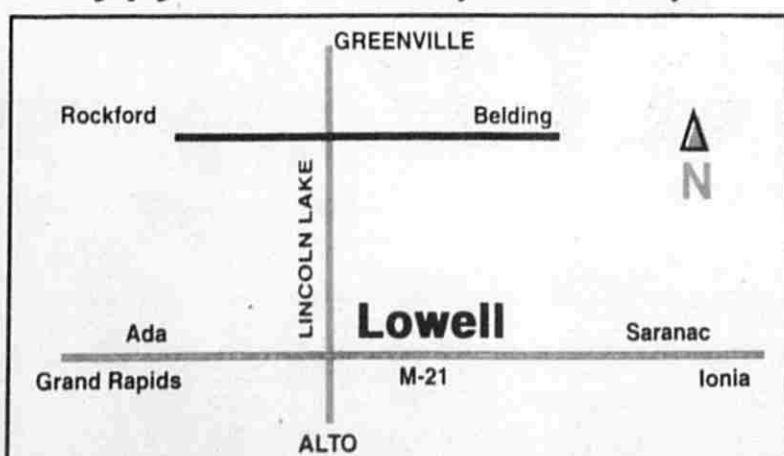 GREENVILLE
Rockford Belding
N
LINCOLN LAKE
Lowell
Ada Saranac
Grand Rapids M-21 Ionia
ALTO